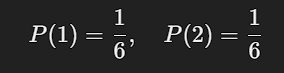 P(1) = 1/6, P(2) = 1/6